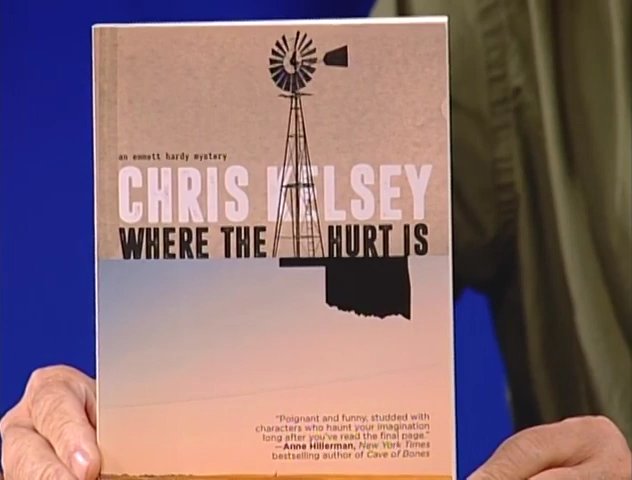 an emmett hardy mystery
CHRIS KELSEY
WHERE THE HURT IS
"Poignant and funny, studded with
characters who haunt your imagination
long after you've read the final page."
—Anne Hillerman, New York Times
bestselling author of Cave of Bones